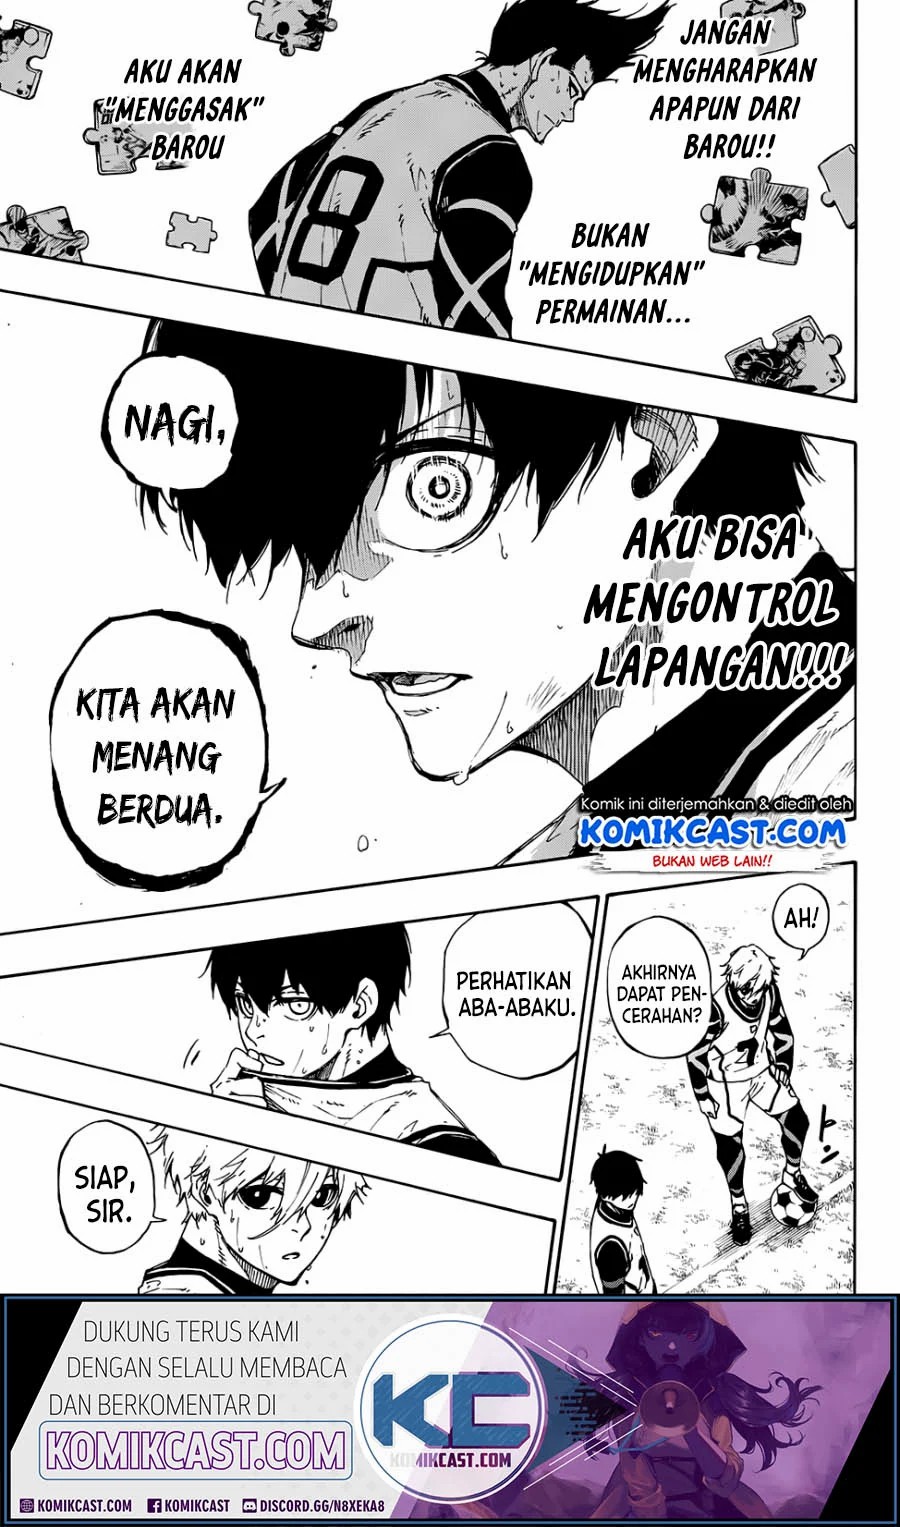 JANGAN
MENGHARAPKAN
APAPUN DARI
BAROU!!
AKU AKAN
"MENGGASAK"
BAROU
8
BUKAN
"MENGIDUPKAN"
PERMAINAN...
NAGI,
AKU BISA
MENGONTROL
LAPANGAN!!!
KITA AKAN
MENANG
BERDUA.
Komik ini diterjemahkan & diedit oleh
KOMIKCAST.COM
BUKAN WEB LAIN!!
AH!
AKHIRNYA
DAPAT PEN-
CERAHAN?
7
PERHATIKAN
ABA-ABAKU.
SIAP,
SIR.
DUKUNG TERUS KAMI
DENGAN SELALU MEMBACA
DAN BERKOMENTAR DI
KOMIKCAST.COM
KC
KOMIKCAST.COM
KOMIKCAST.COM KOMIKCAST DISCORD.GG/N8XEKA8